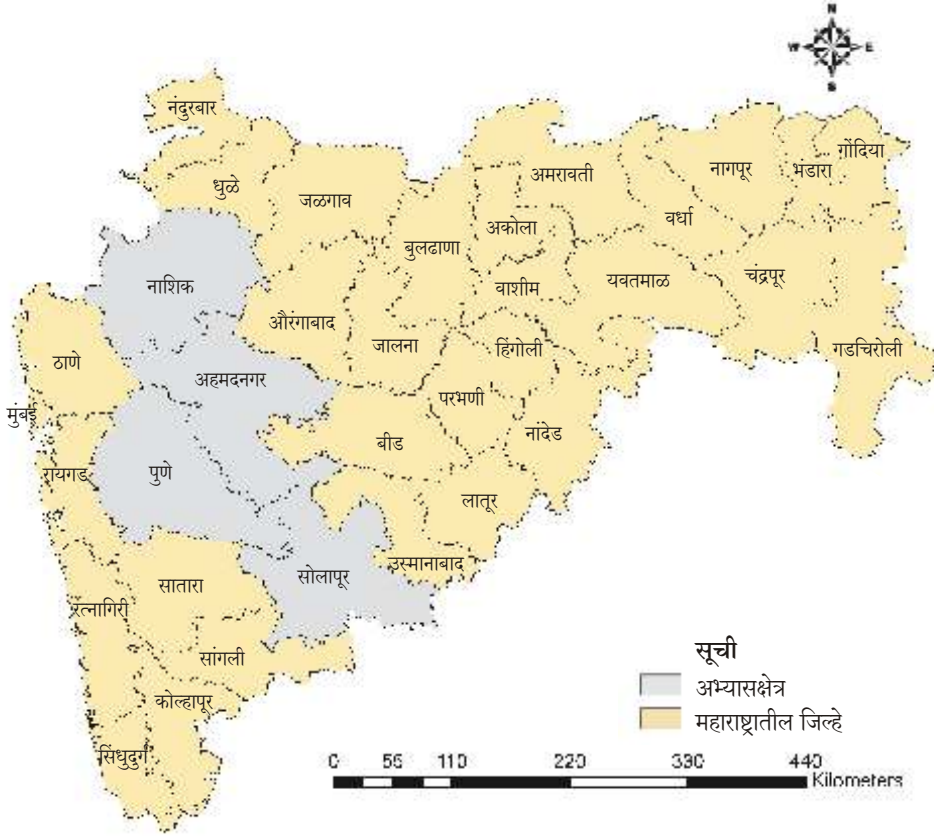 N
W E
S
नंदुरबार
धुळे
जळगाव
बुलढाणा
अकोला
अमरावती
वर्धा
नागपूर
भंडारा
गोंदिया
नाशिक
औरंगाबाद
जालना
वाशीम
यवतमाळ
चंद्रपूर
गडचिरोली
ठाणे
अहमदनगर
हिंगोली
परभणी
मुंबई
बीड
नांदेड
रायगड
पुणे
लातूर
उस्मानाबाद
सोलापूर
सातारा
रत्नागिरी
सांगली
कोल्हापूर
सिंधुदुर्ग
सूची
अभ्यासक्षेत्र
महाराष्ट्रातील जिल्हे
0 55 110 220 330 440
Kilometers